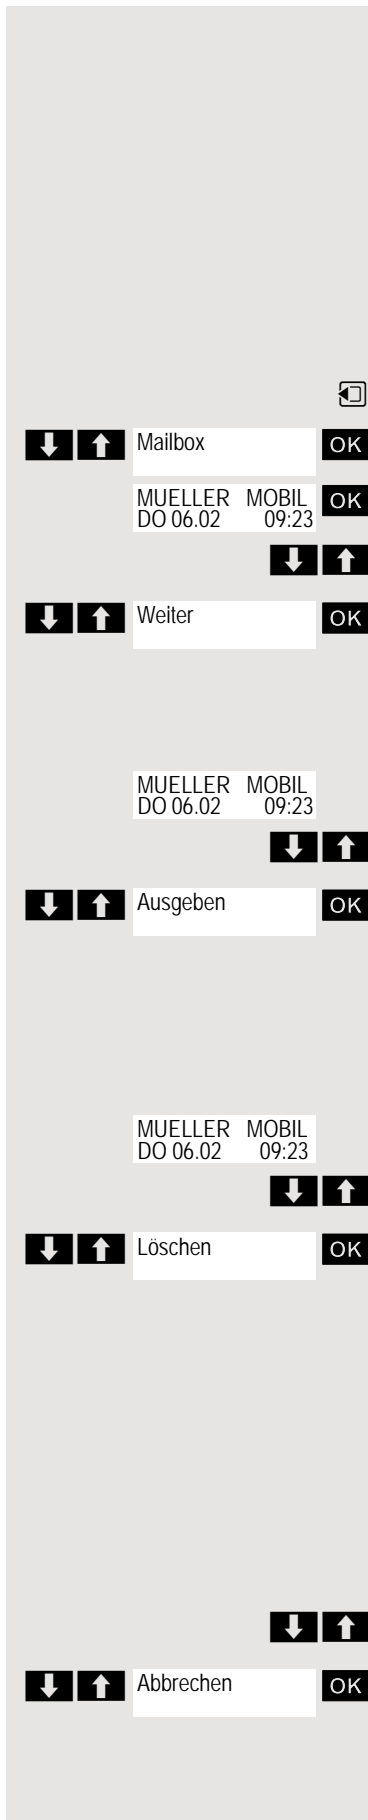 Mailbox OK
MUELLER MOBIL OK
DO 06.02 09:23
Weiter OK
MUELLER MOBIL
DO 06.02 09:23
Ausgeben OK
MUELLER MOBIL
DO 06.02 09:23
Löschen OK
Abbrechen OK